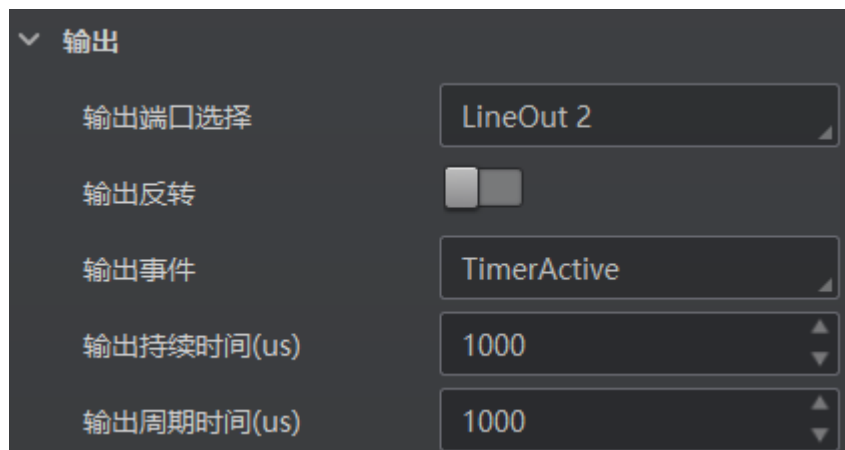 输出
输出端口选择 LineOut 2
输出反转
输出事件 TimerActive
输出持续时间(us) 1000
输出周期时间(us) 1000